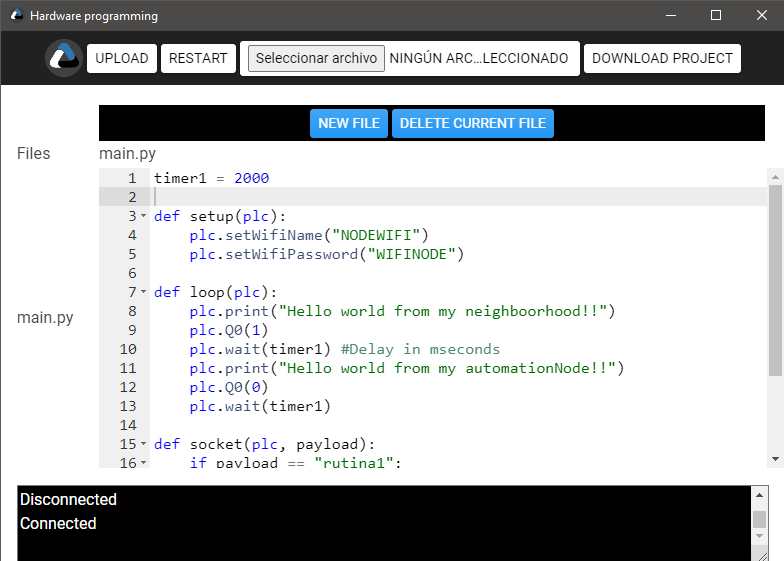 Hardware programming
UPLOAD RESTART Seleccionar archivo NINGÚN ARC...LECCIONADO DOWNLOAD PROJECT
NEW FILE DELETE CURRENT FILE
Files main.py
1 timer1 = 2000
2
3 def setup(plc):
4 plc.setWifiName("NODEWIFI")
5 plc.setWifiPassword("WIFINODE")
6
7 def loop(plc):
main.py
8 plc.print("Hello world from my neighboorhood!!")
9 plc.Q0(1)
10 plc.wait(timer1) #Delay in mseconds
11 plc.print("Hello world from my automationNode!!")
12 plc.Q0(0)
13 plc.wait(timer1)
14
15 def socket(plc, payload):
16 if payload == "rutina1":
Disconnected
Connected